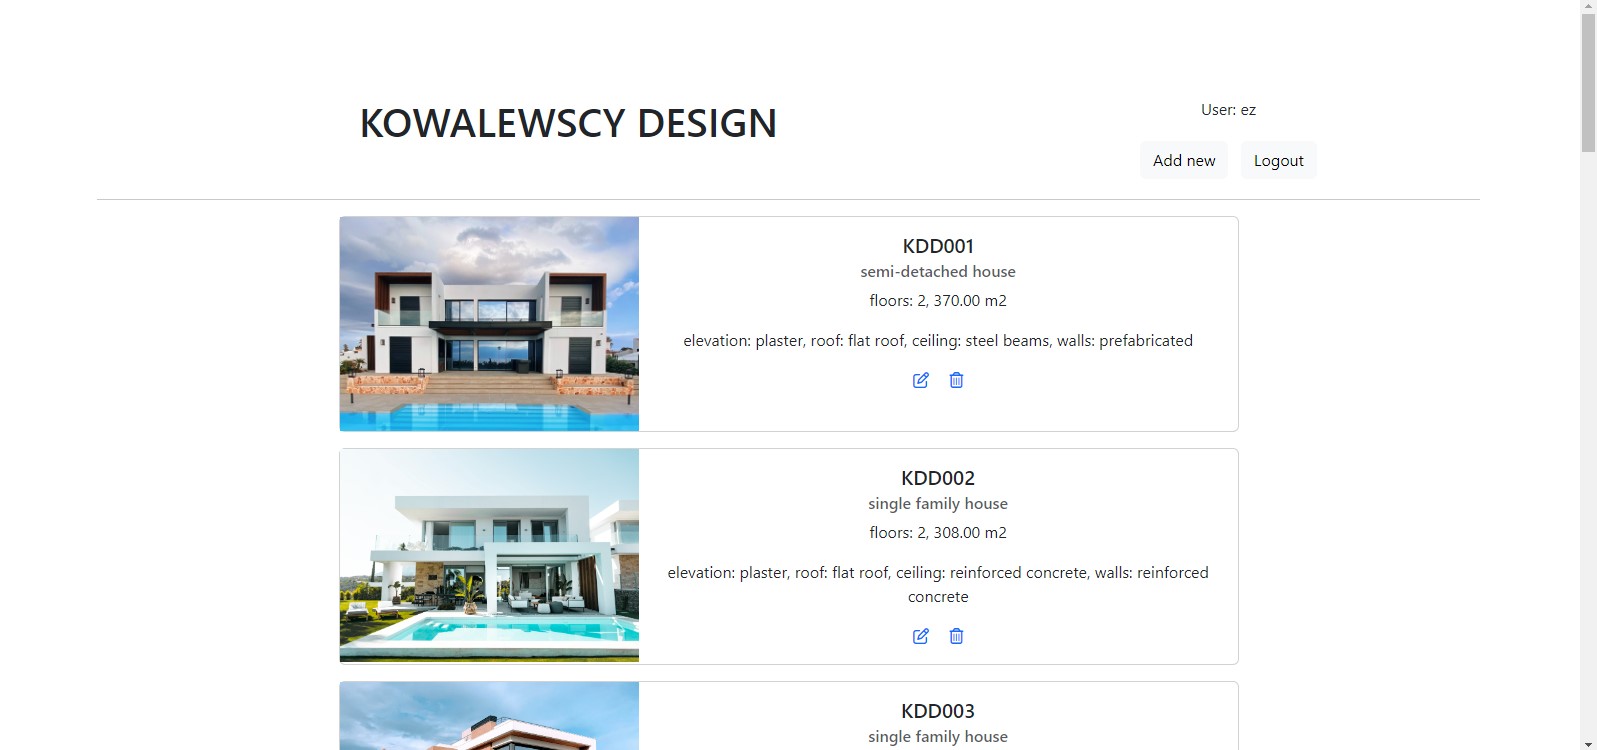 KOWALEWSCY DESIGN
User: ez
Add new
Logout
KDD001
semi-detached house
floors: 2, 370.00 m2
elevation: plaster, roof: flat roof, ceiling: steel beams, walls: prefabricated
KDD002
single family house
floors: 2, 308.00 m2
elevation: plaster, roof: flat roof, ceiling: reinforced concrete, walls: reinforced
concrete
KDD003
single family house